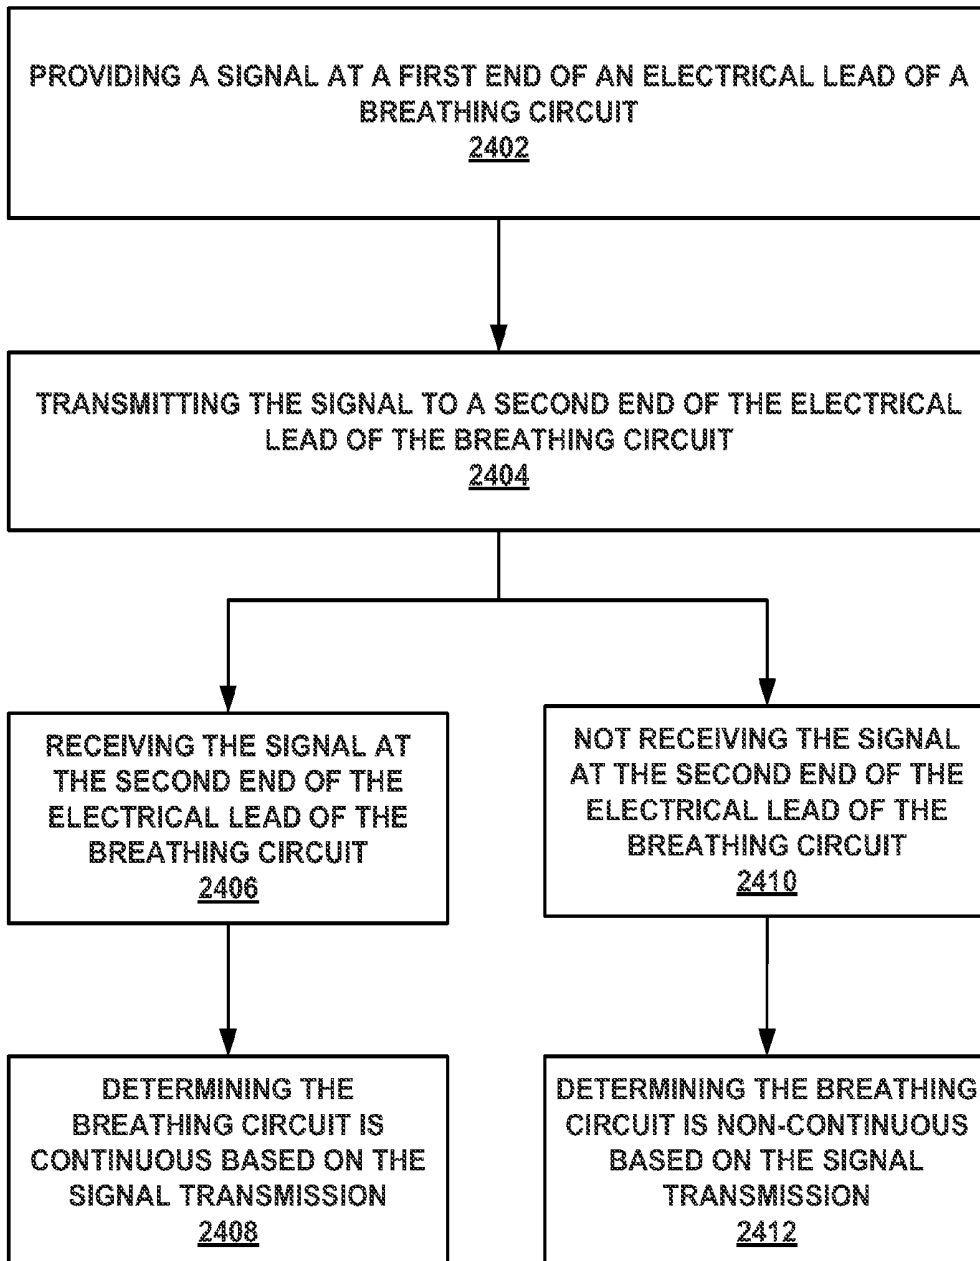 PROVIDING A SIGNAL AT A FIRST END OF AN ELECTRICAL LEAD OF A
BREATHING CIRCUIT
2402
TRANSMITTING THE SIGNAL TO A SECOND END OF THE ELECTRICAL
LEAD OF THE BREATHING CIRCUIT
2404
RECEIVING THE SIGNAL AT
THE SECOND END OF THE
ELECTRICAL LEAD OF THE
BREATHING CIRCUIT
2406
NOT RECEIVING THE SIGNAL
AT THE SECOND END OF THE
ELECTRICAL LEAD OF THE
BREATHING CIRCUIT
2410
DETERMINING THE
BREATHING CIRCUIT IS
CONTINUOUS BASED ON THE
SIGNAL TRANSMISSION
2408
DETERMINING THE BREATHING
CIRCUIT IS NON-CONTINUOUS
BASED ON THE SIGNAL
TRANSMISSION
2412